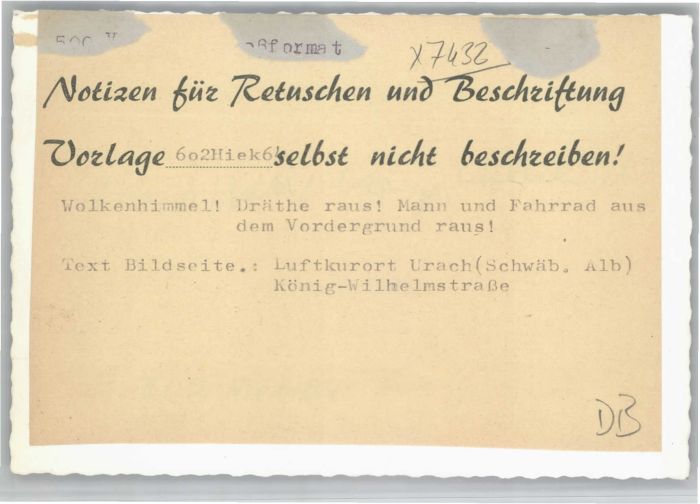 x7432
Notizen für Retuschen und Beschriftung
Vorlage 6o2Hiek6 selbst nicht beschreiben!
Wolkenhimmel! Dräthe raus! Mann und Fahrrad aus
dem Vordergrund raus!
Text Bildseite.: Luftkurort Urach(Schwäb. Alb)
König-Wilhelmstraße
DB